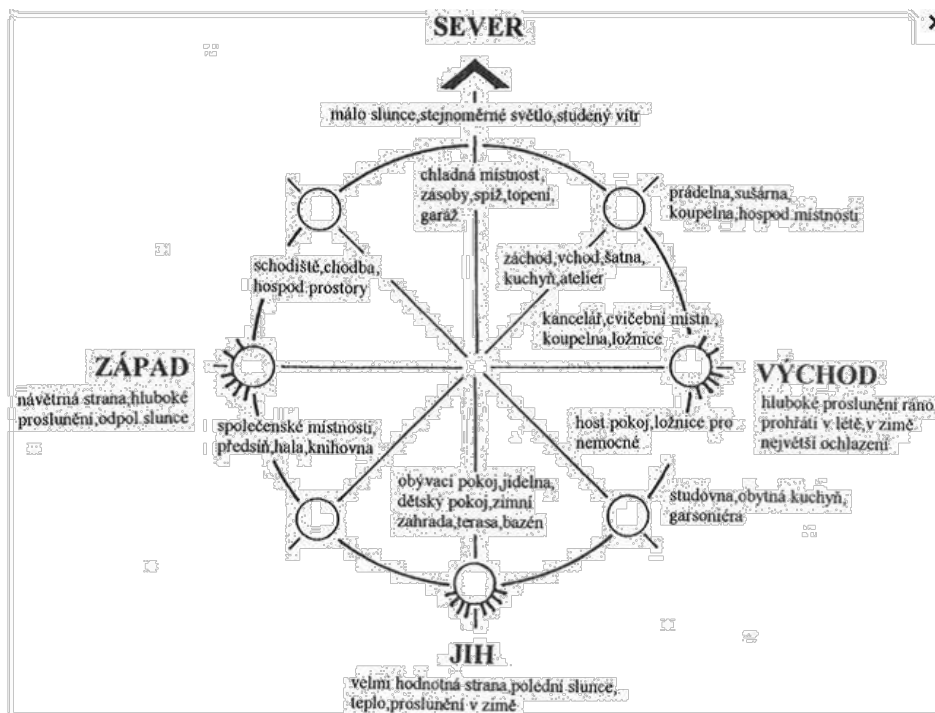 SEVER
málo slunce,stejnoměrné světlo,studený vítr
chladná místnost,
zásoby,spíž,topení,
garáž
prádelna,sušárna,
koupelna,hospod.místnosti
schodiště,chodba,
hospod.prostory
záchod,vchod,šatna,
kuchyň,atelier
kancelář,cvičební místn.,
koupelna,ložnice
ZÁPAD
návětrná strana,hluboké
proslunění,odpol.slunce
VÝCHOD
hluboké proslunění ráno,
prohřátí v létě,v zimě
největší ochlazení
společenské místnosti,
předsíň,hala,knihovna
host.pokoj,ložnice pro
nemocné
obývací pokoj,jídelna,
dětský pokoj,zimní
zahrada,terasa,bazén
studovna,obytná kuchyň,
garsoniéra
JIH
velmi hodnotná strana,polední slunce,
teplo,proslunění v zimě